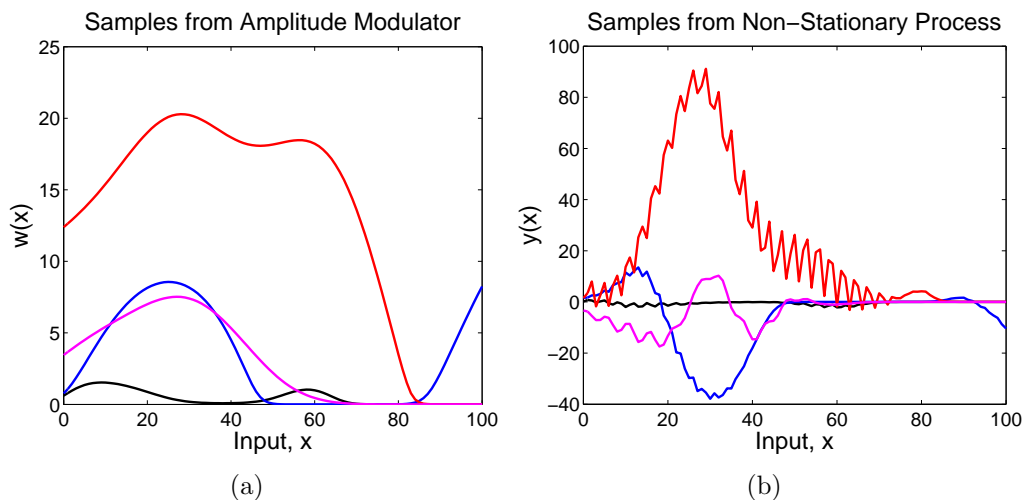 Samples from Amplitude Modulator
25
20
15
10
5
0
w(x)
0 20 40 60 80 100
Input, x
(a)
Samples from Non−Stationary Process
100
80
60
40
20
0
−20
−40
y(x)
0 20 40 60 80 100
Input, x
(b)